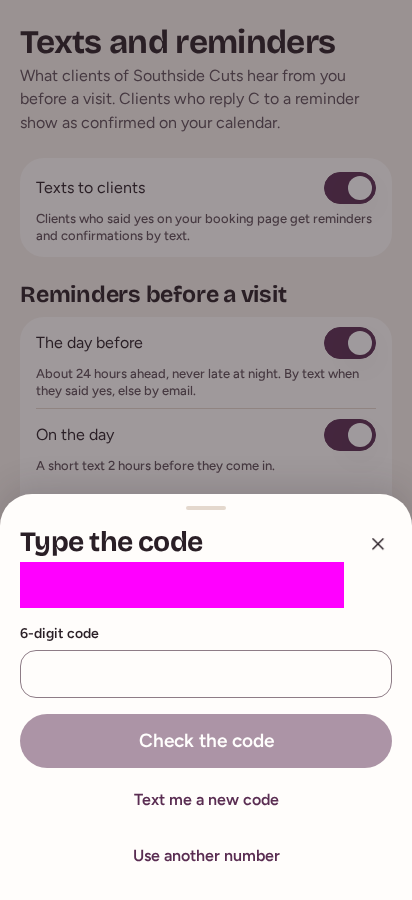 Texts and reminders
What clients of Southside Cuts hear from you
before a visit. Clients who reply C to a reminder
show as confirmed on your calendar.
Texts to clients
Clients who said yes on your booking page get reminders
and confirmations by text.
Reminders before a visit
The day before
About 24 hours ahead, never late at night. By text when
they said yes, else by email.
On the day
A short text 2 hours before they come in.
Type the code
6-digit code
Check the code
Text me a new code
Use another number